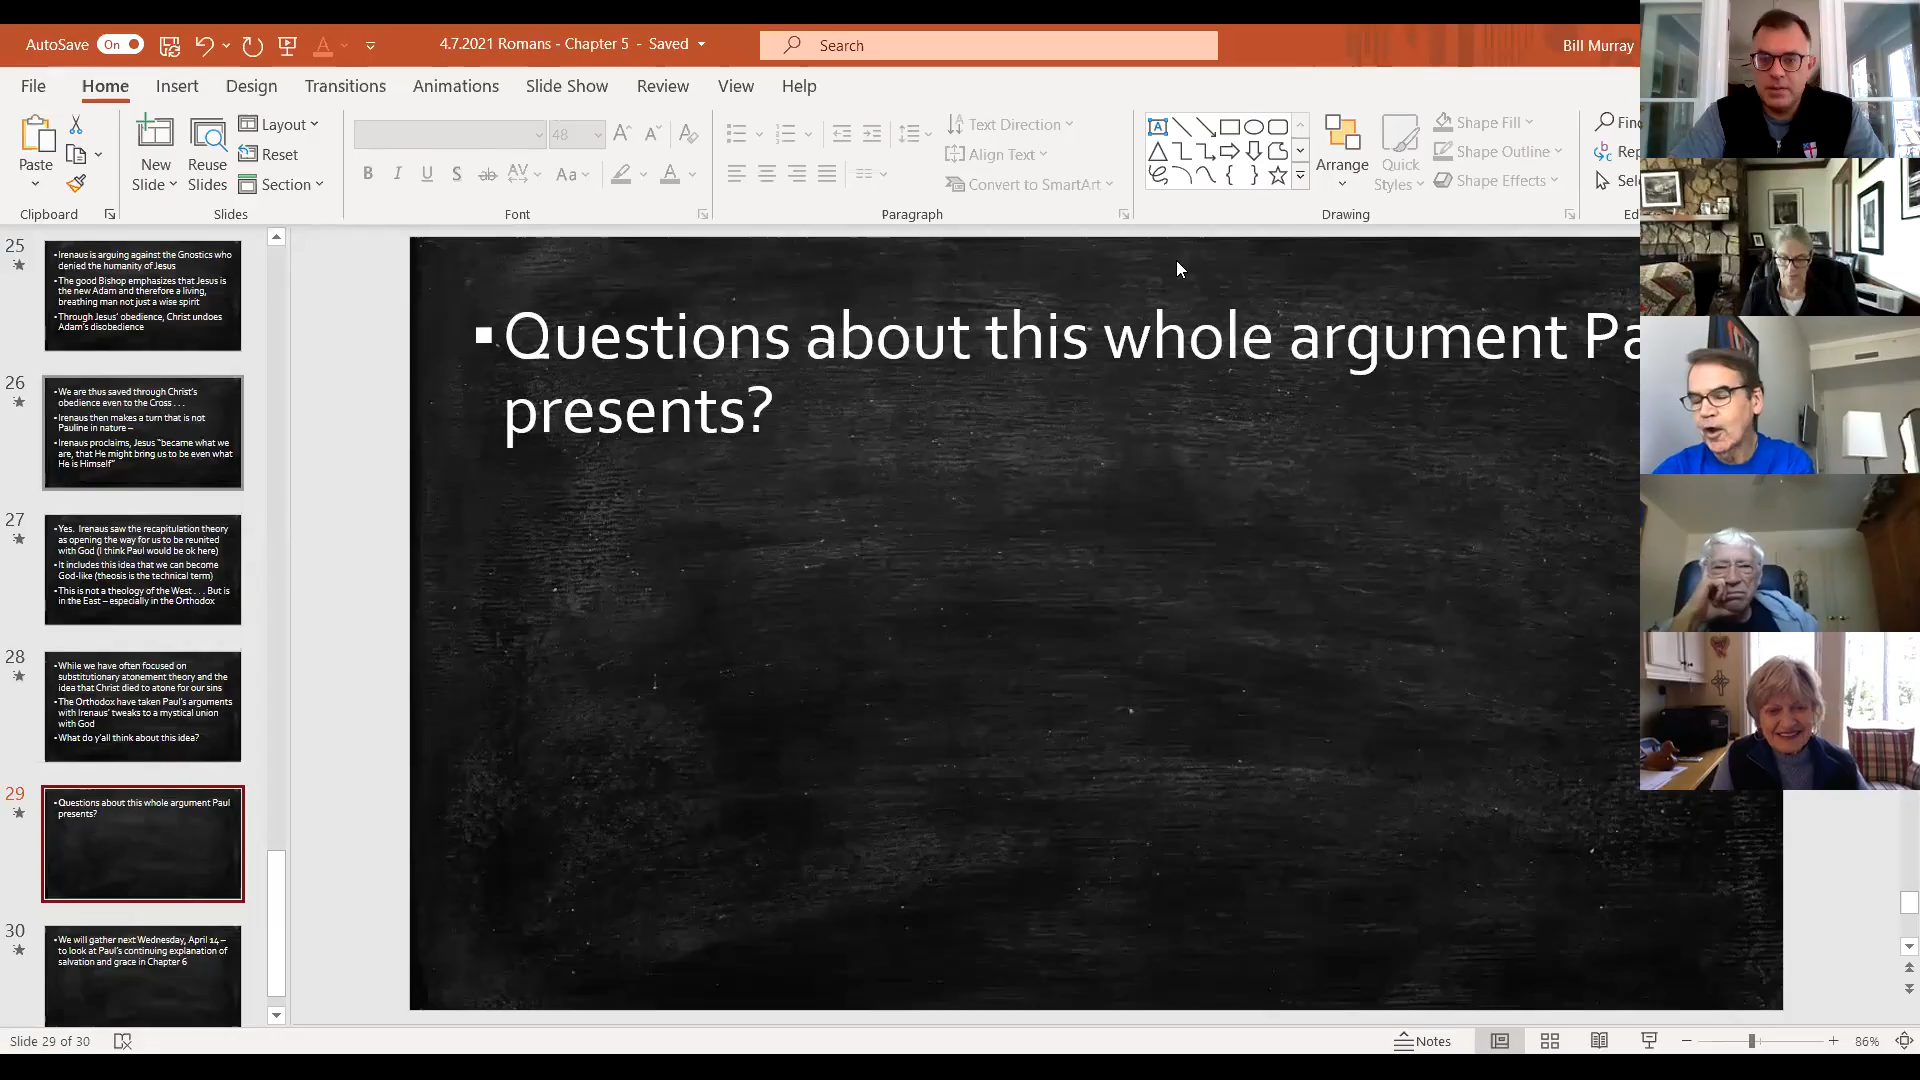 AutoSave On 4.7.2021 Romans - Chapter 5 - Saved Search Bill Murray
File Home Insert Design Transitions Animations Slide Show Review View Help
Paste
Clipboard
New
Slide
Reuse
Slides
Layout
Reset
Section
Slides
48
B I U S ab AV Aa A
Font
Text Direction
Align Text
Convert to SmartArt
Paragraph
Arrange
Quick
Styles
Shape Fill
Shape Outline
Shape Effects
Drawing
25
▪Irenaus is arguing against the Gnostics who
denied the humanity of Jesus
▪The good Bishop emphasizes that Jesus is
the new Adam and therefore a living,
breathing man not just a wise spirit
▪Through Jesus' obedience, Christ undoes
Adam's disobedience
26
▪We are thus saved through Christ's
obedience even to the Cross . . .
▪Irenaus then makes a turn that is not
Pauline in nature –
▪Irenaus proclaims, Jesus "became what we
are, that He might bring us to be even what
He is Himself"
27
▪Yes. Irenaus saw the recapitulation theory
as opening the way for us to be reunited
with God (I think Paul would be ok here)
▪It includes this idea that we can become
God-like (theosis is the technical term)
▪This is not a theology of the West . . . But is
in the East – especially in the Orthodox
28
▪While we have often focused on
substitutionary atonement theory and the
idea that Christ died to atone for our sins
▪The Orthodox have taken Paul's arguments
with Irenaus' tweaks to a mystical union
with God
▪What do y'all think about this idea?
29
▪Questions about this whole argument Paul
presents?
30
▪We will gather next Wednesday, April 14 –
to look at Paul's continuing explanation of
salvation and grace in Chapter 6
▪Questions about this whole argument Pa
presents?
Slide 29 of 30 Notes 86%